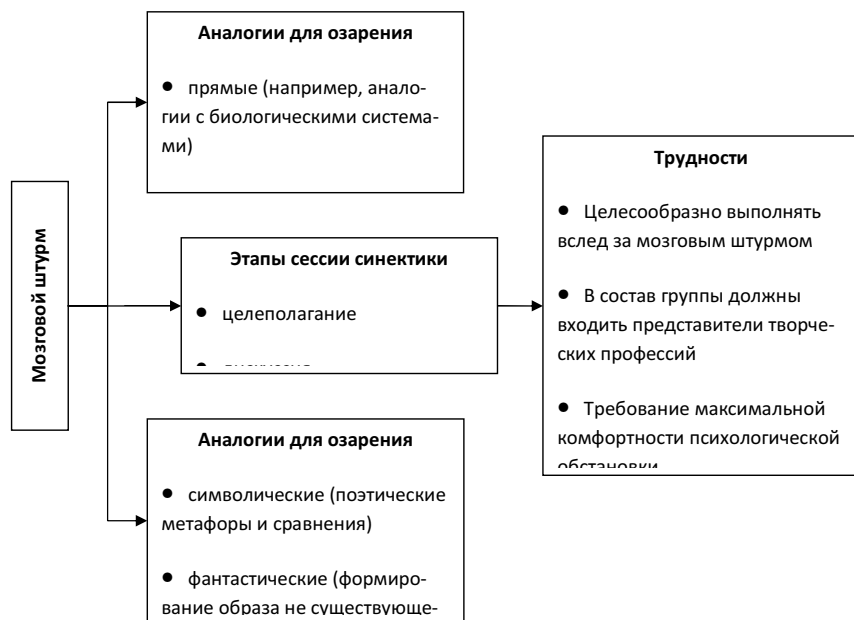 Мозговой штурм
Аналогии для озарения
● прямые (например, анало-
гии с биологическими система-
ми)
Этапы сессии синектики
● целеполагание
●
Аналогии для озарения
● символические (поэтические
метафоры и сравнения)
● фантастические (формиро-
вание образа не существующе-
Трудности
● Целесообразно выполнять
вслед за мозговым штурмом
● В состав группы должны
входить представители творче-
ских профессий
● Требование максимальной
комфортности психологической
обстановки